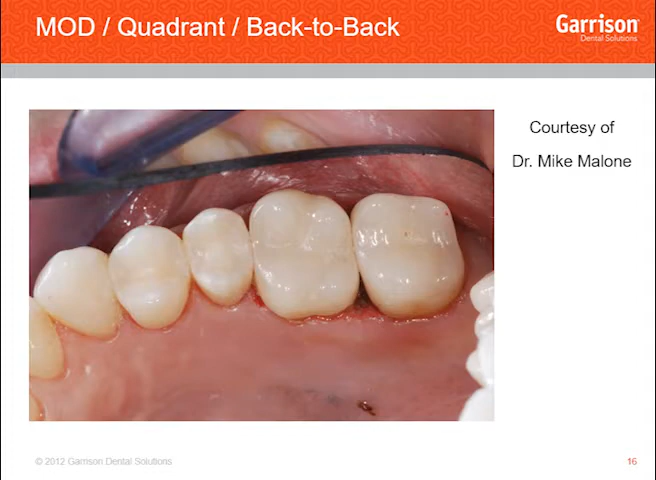 MOD / Quadrant / Back-to-Back
Garrison
Dental Solutions
Courtesy of
Dr. Mike Malone
© 2012 Garrison Dental Solutions
16